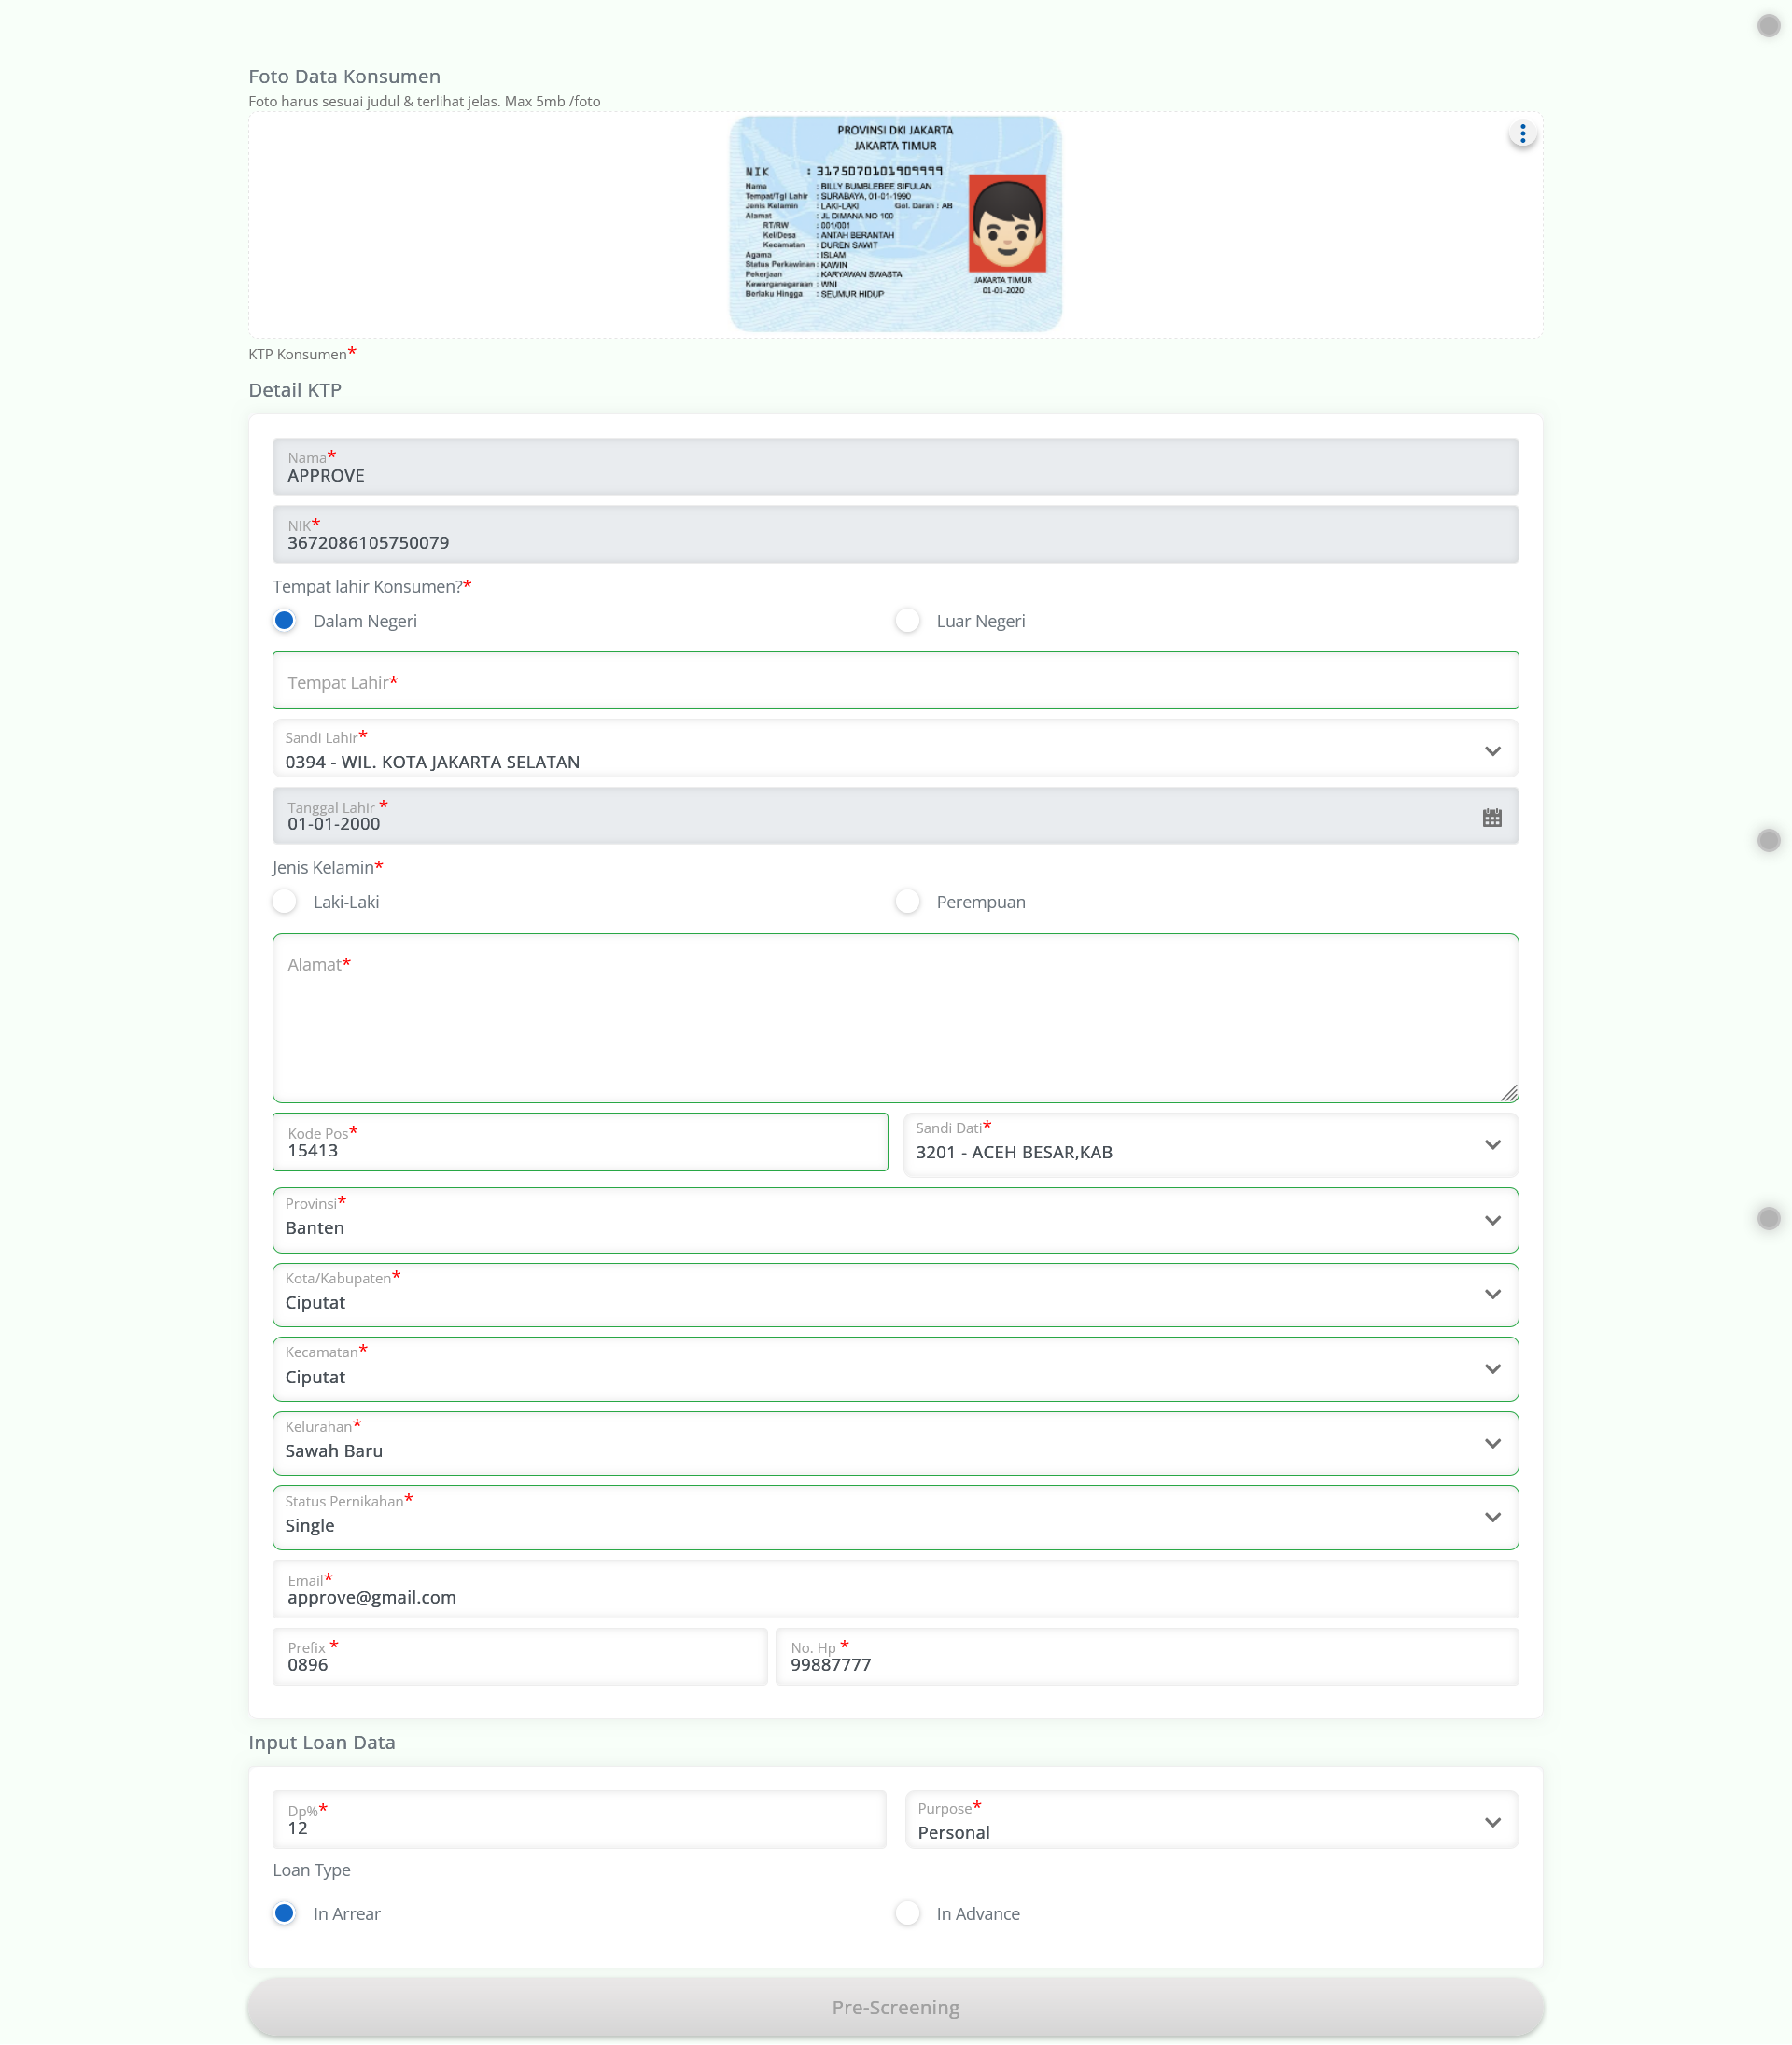 Foto Data Konsumen
Foto harus sesuai judul & terlihat jelas. Max 5mb /foto
PROVINSI DKI JAKARTA
JAKARTA TIMUR
NIK : 3175070101909999
Nama : BILLY BUMBLEBEE SIFULAN
Tempat/Tgl Lahir : SURABAYA, 01-01-1990
Jenis Kelamin : LAKI-LAKI Gol. Darah : AB
Alamat : JL DIMANA NO 100
RT/RW : 001/001
Kel/Desa : ANTAH BERANTAH
Kecamatan : DUREN SAWIT
Agama : ISLAM
Status Perkawinan : KAWIN
Pekerjaan : KARYAWAN SWASTA
Kewarganegaraan : WNI
Berlaku Hingga : SEUMUR HIDUP
JAKARTA TIMUR
01-01-2020
KTP Konsumen*
Detail KTP
Nama*
APPROVE
NIK*
3672086105750079
Tempat lahir Konsumen?*
Dalam Negeri Luar Negeri
Tempat Lahir*
Sandi Lahir*
0394 - WIL. KOTA JAKARTA SELATAN
Tanggal Lahir *
01-01-2000
Jenis Kelamin*
Laki-Laki Perempuan
Alamat*
Kode Pos*
15413
Sandi Dati*
3201 - ACEH BESAR,KAB
Provinsi*
Banten
Kota/Kabupaten*
Ciputat
Kecamatan*
Ciputat
Kelurahan*
Sawah Baru
Status Pernikahan*
Single
Email*
approve@gmail.com
Prefix *
0896
No. Hp *
99887777
Input Loan Data
Dp%*
12
Purpose*
Personal
Loan Type
In Arrear In Advance
Pre-Screening